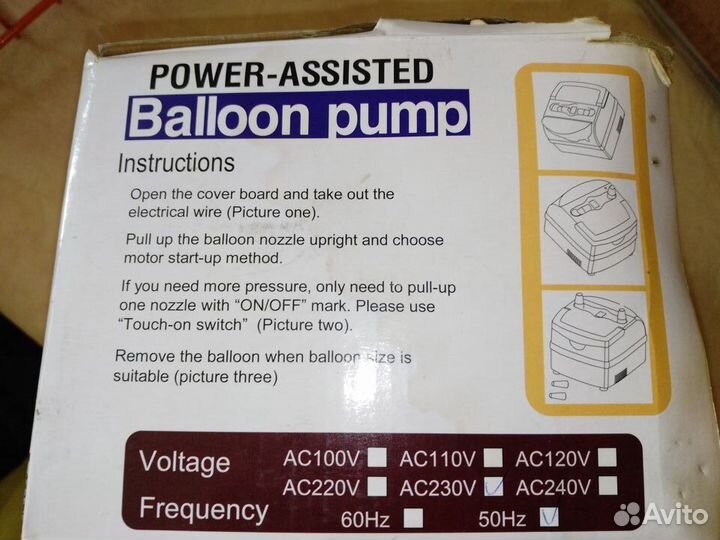 POWER-ASSISTED
Balloon pump
Instructions
Open the cover board and take out the
electrical wire (Picture one).
Pull up the balloon nozzle upright and choose
motor start-up method.
If you need more pressure, only need to pull-up
one nozzle with “ON/OFF” mark. Please use
“Touch-on switch” (Picture two).
Remove the balloon when balloon size is
suitable (picture three)
Voltage AC100V AC110V AC120V
AC220V AC230V AC240V
Frequency 60Hz 50Hz
Avito